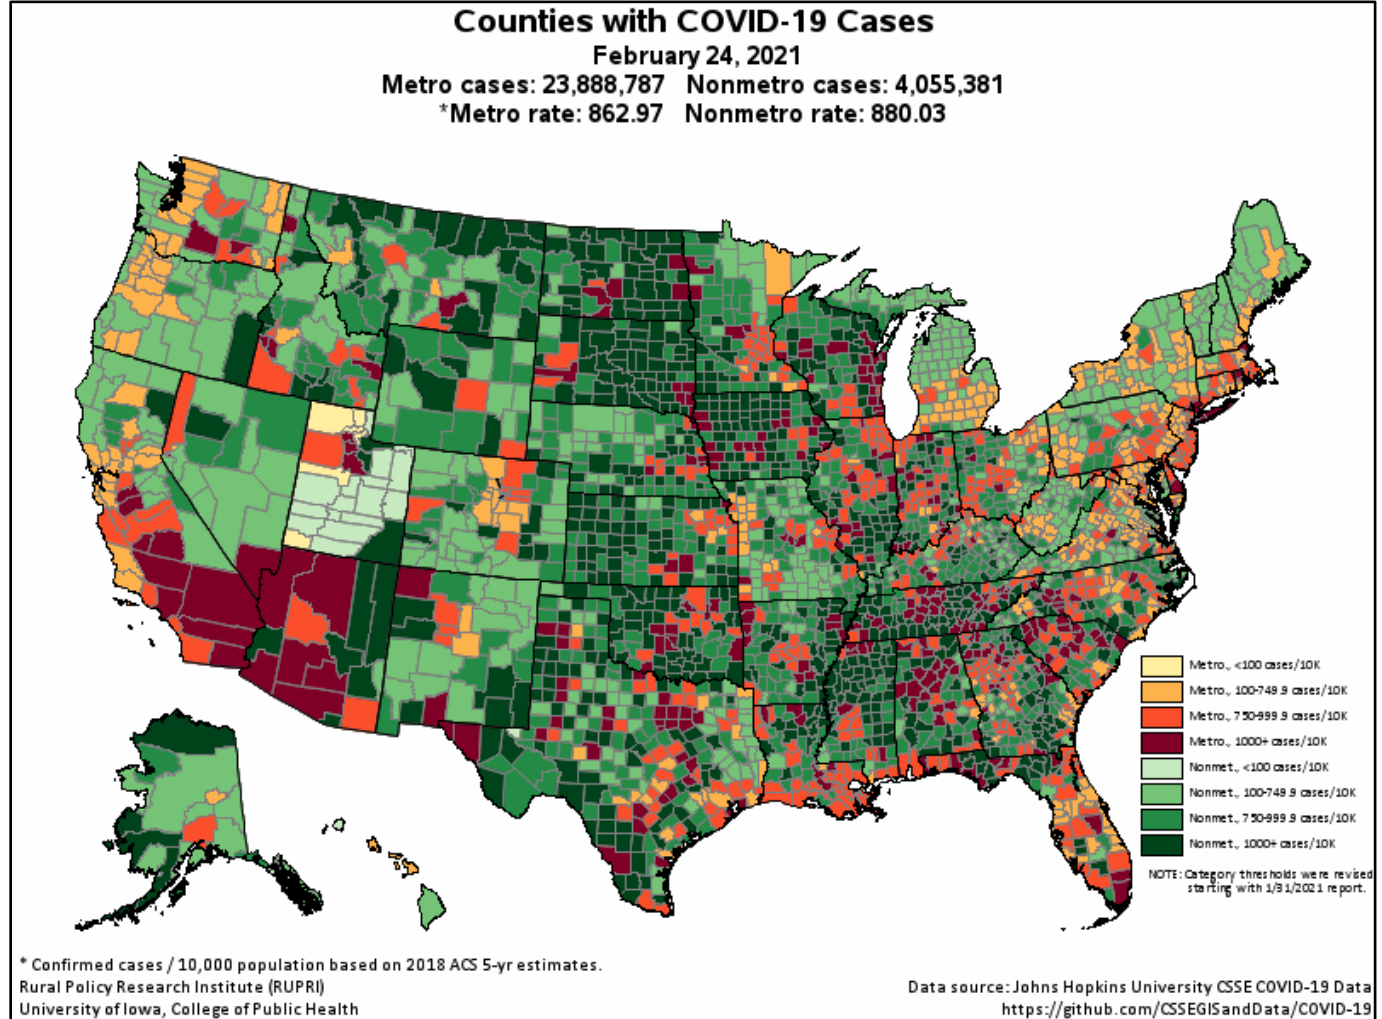 Counties with COVID-19 Cases
February 24, 2021
Metro cases: 23,888,787 Nonmetro cases: 4,055,381
*Metro rate: 862.97 Nonmetro rate: 880.03
Metro., <100 cases/10K
Metro., 100-749.9 cases/10K
Metro., 750-999.9 cases/10K
Metro., 1000+ cases/10K
Nonmet., <100 cases/10K
Nonmet., 100-749.9 cases/10K
Nonmet., 750-999.9 cases/10K
Nonmet., 1000+ cases/10K
NOTE: Category thresholds were revised
starting with 1/31/2021 report.
* Confirmed cases / 10,000 population based on 2018 ACS 5-yr estimates.
Rural Policy Research Institute (RUPRI)
University of Iowa, College of Public Health
Data source: Johns Hopkins University CSSE COVID-19 Data
https://github.com/CSSEGISandData/COVID-19